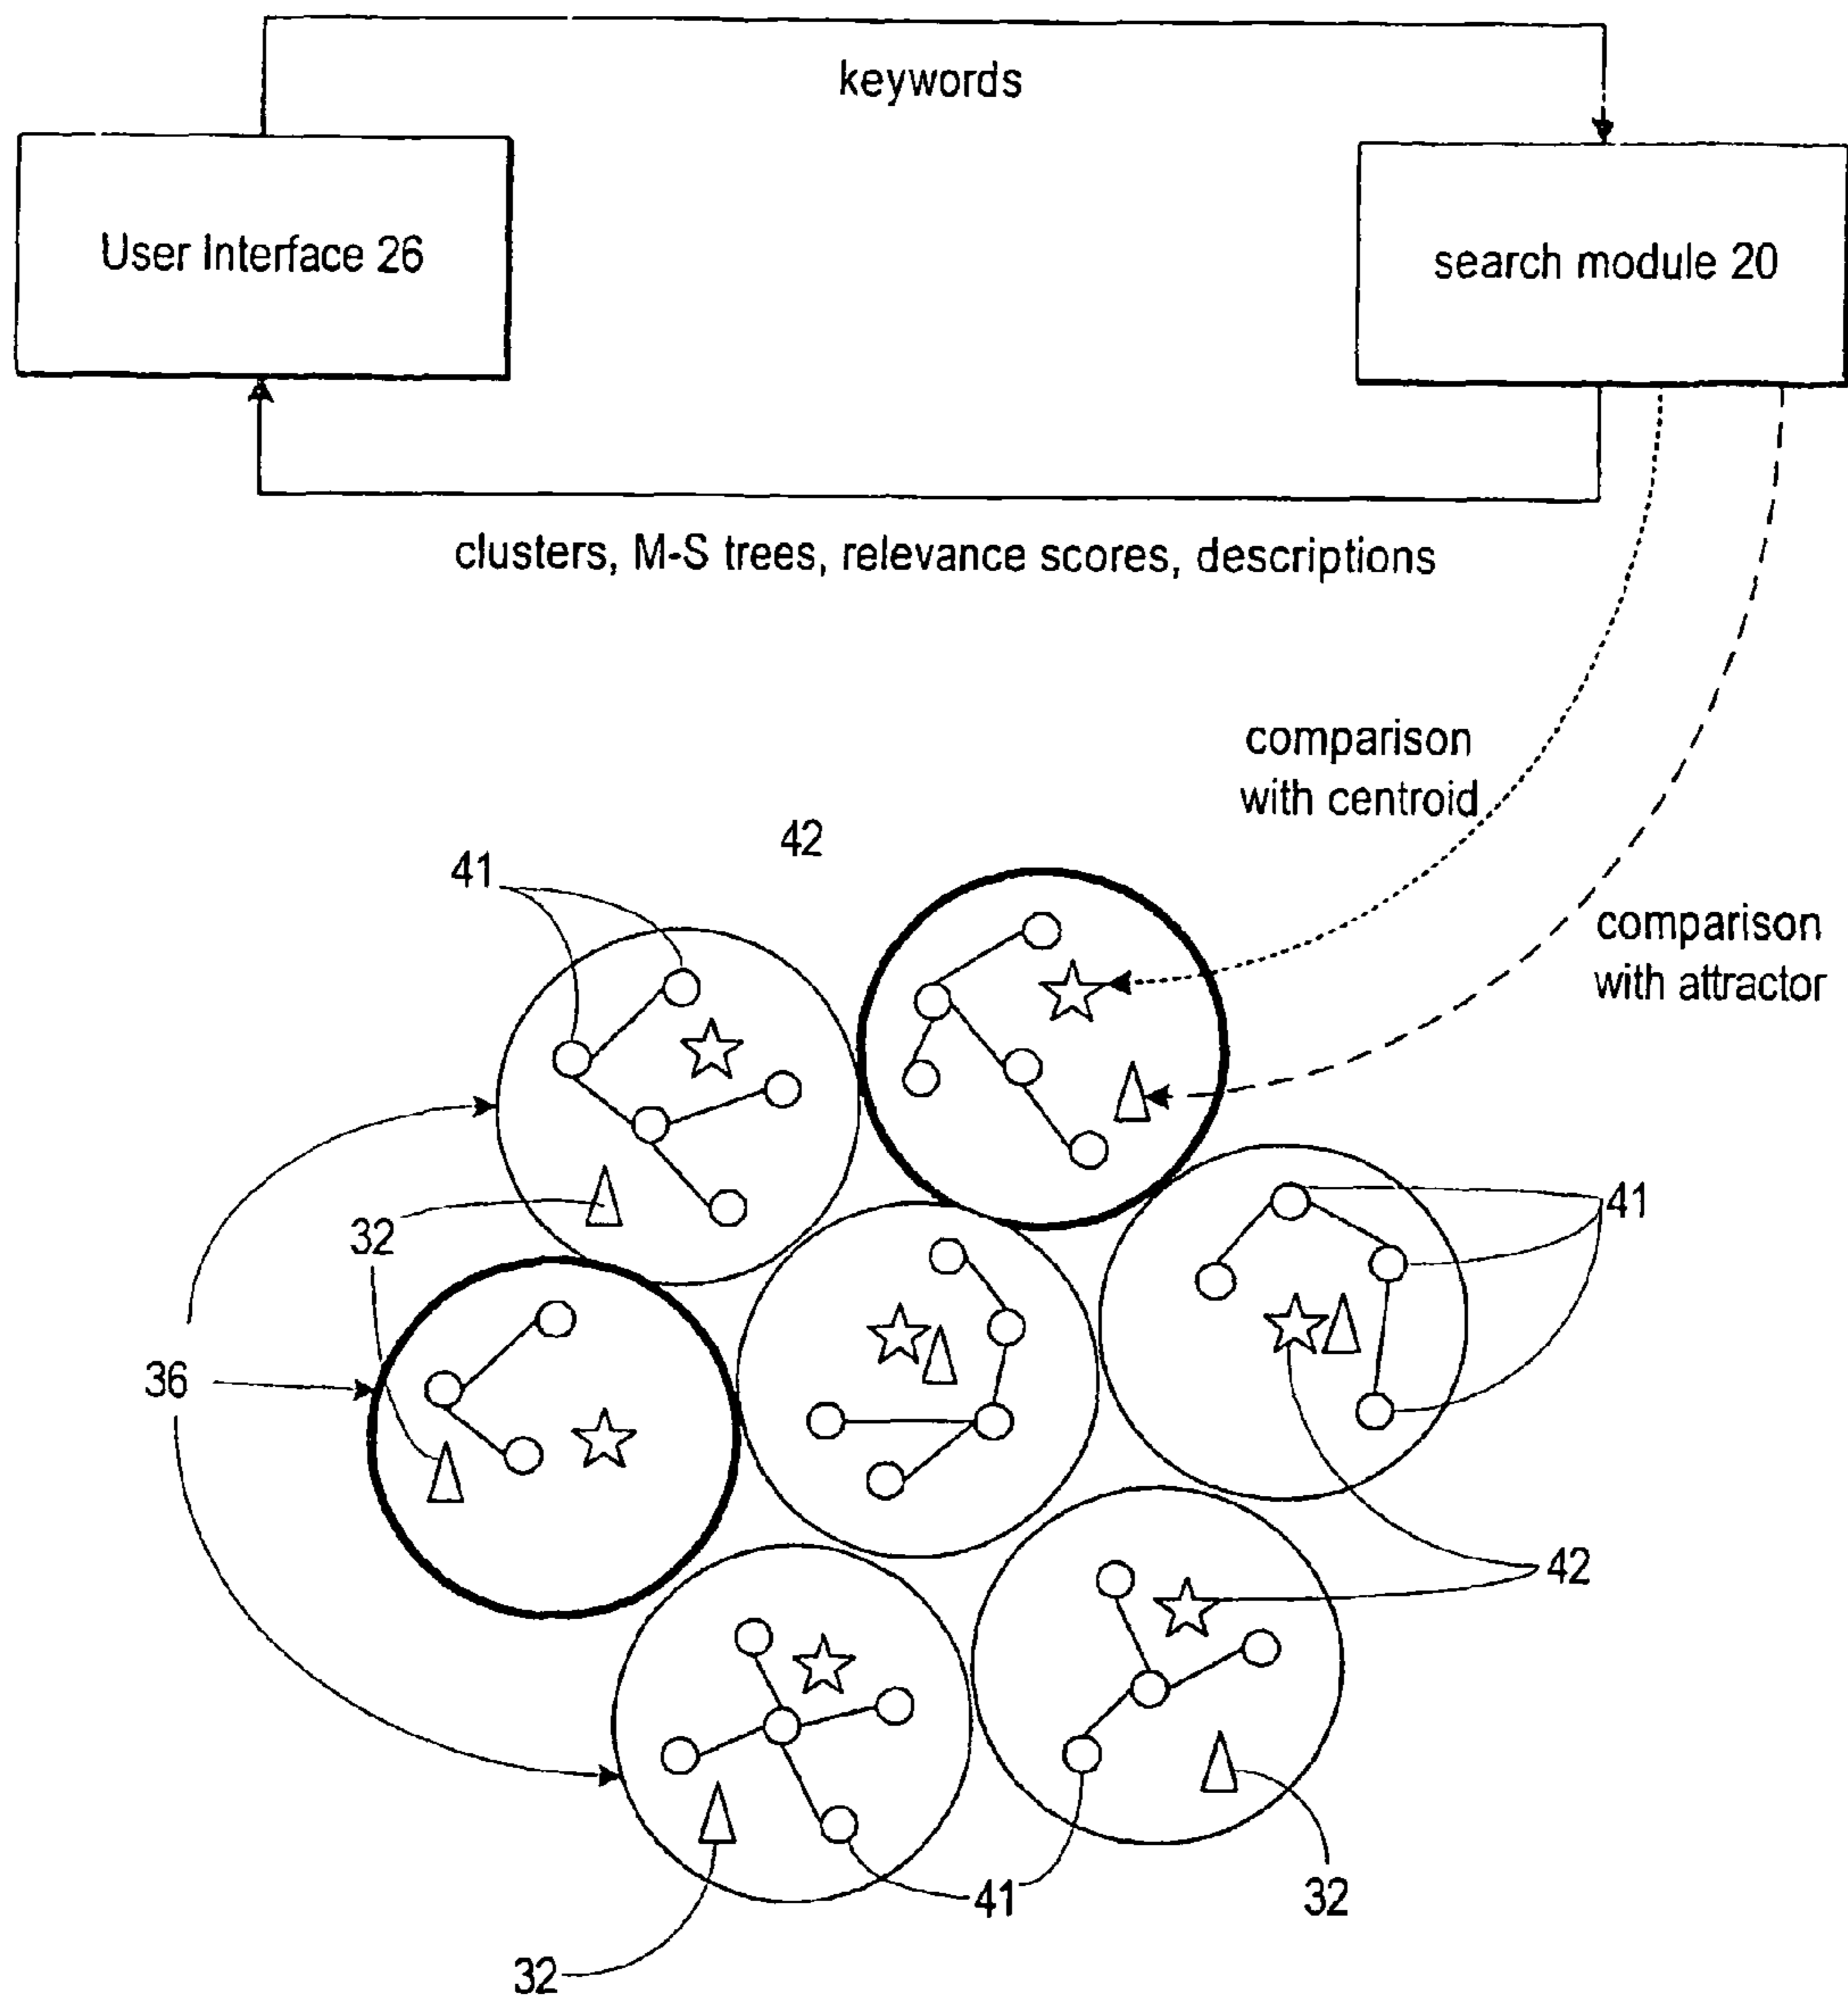 keywords
User Interface 26
search module 20
clusters, M-S trees, relevance scores, descriptions
comparison
with centroid
42
41
comparison
with attractor
41
32
36
42
41
32
32